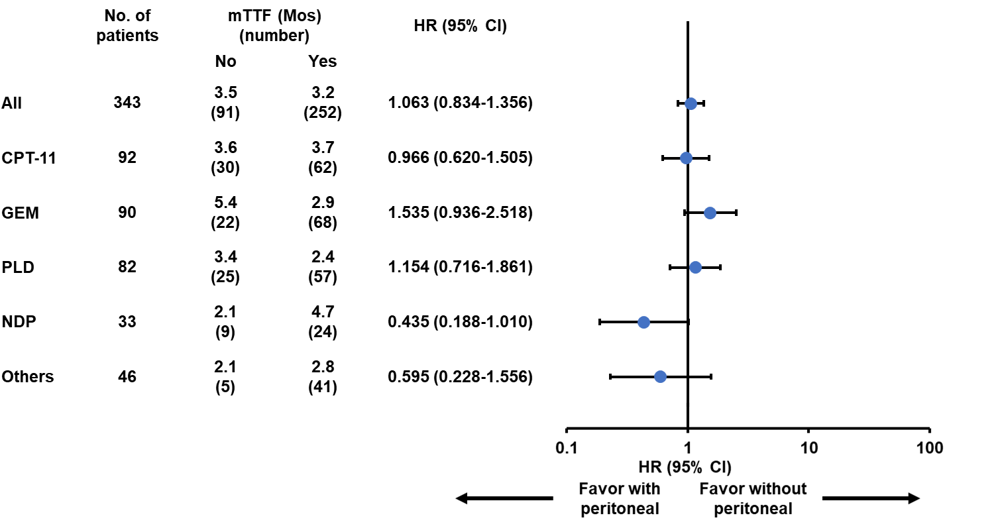 No. of
patients
mTTF (Mos)
(number)
HR (95% CI)
No Yes
All 343 3.5 (91) 3.2 (252) 1.063 (0.834-1.356)
CPT-11 92 3.6 (30) 3.7 (62) 0.966 (0.620-1.505)
GEM 90 5.4 (22) 2.9 (68) 1.535 (0.936-2.518)
PLD 82 3.4 (25) 2.4 (57) 1.154 (0.716-1.861)
NDP 33 2.1 (9) 4.7 (24) 0.435 (0.188-1.010)
Others 46 2.1 (5) 2.8 (41) 0.595 (0.228-1.556)
0.1 1 10 100
HR (95% CI)
Favor with
peritoneal
Favor without
peritoneal